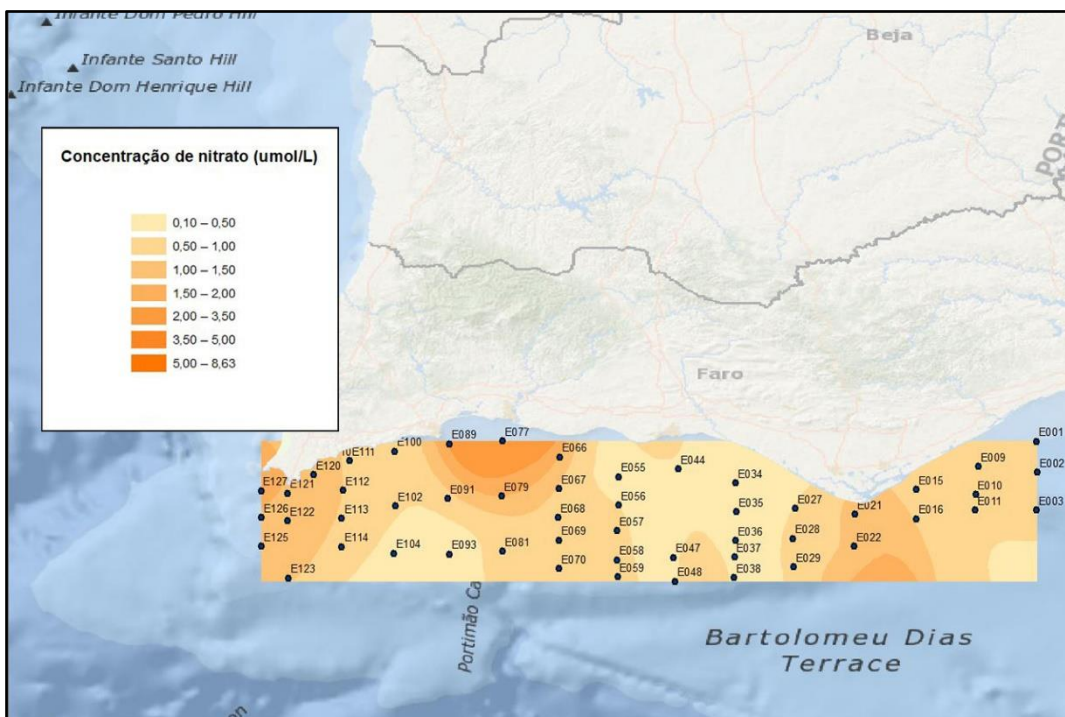 Infante Dom Pedro Hill
Infante Santo Hill
Infante Dom Henrique Hill
Beja
PORT
Concentração de nitrato (umol/L)
0,10 – 0,50
0,50 – 1,00
1,00 – 1,50
1,50 – 2,00
2,00 – 3,50
3,50 – 5,00
5,00 – 8,63
Faro
E089
E077
E001
E100
E111
E066
E009
E002
E120
E055
E044
E034
E127
E121
E112
E091
E079
E067
E015
E010
E126
E122
E113
E102
E068
E056
E035
E027
E021
E016
E011
E003
E125
E114
E104
E093
E081
E069
E057
E036
E028
E022
E123
E070
E058
E059
E047
E048
E037
E038
E029
Portimão Ca
Bartolomeu Dias
Terrace